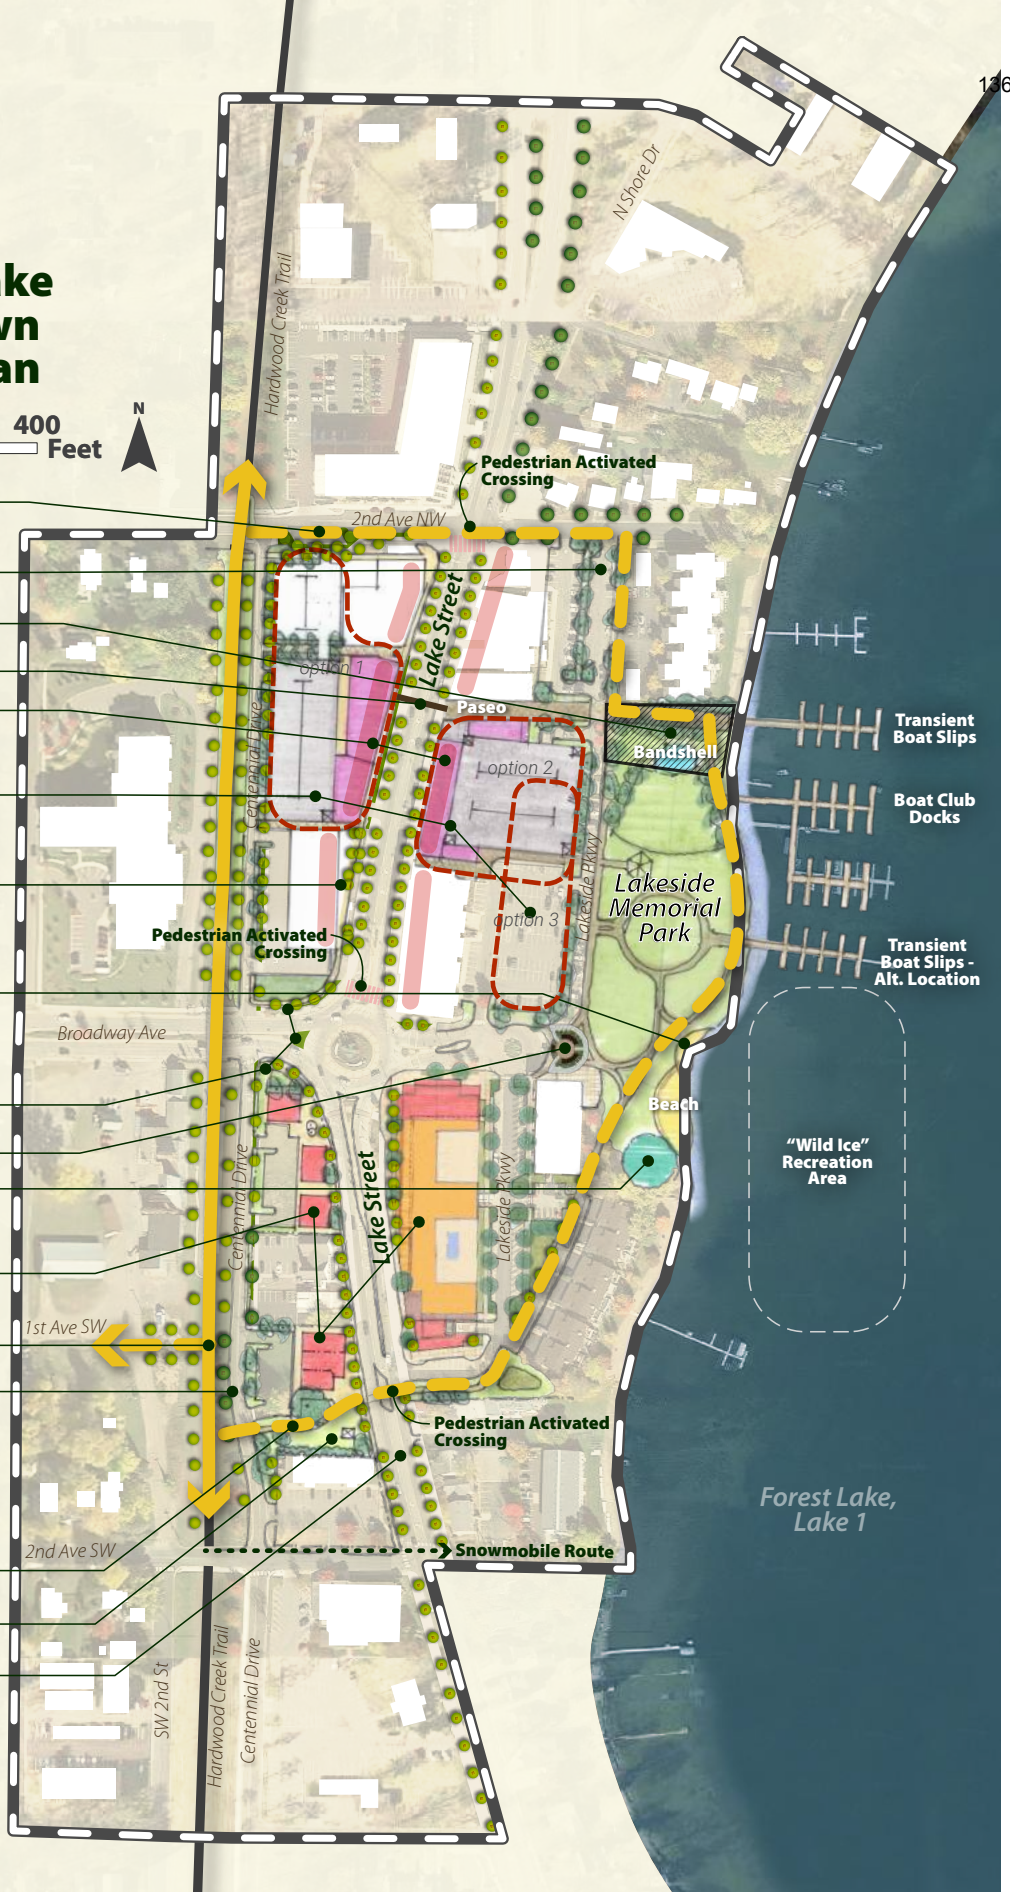 136
N Shore Dr
Hardwood Creek Trail
ake
wn
an
400
Feet
N
Pedestrian Activated
Crossing
2nd Ave NW
Lake Street
option 1
Paseo
Centennial Drive
option 2
Bandshell
Transient
Boat Slips
Boat Club
Docks
Lakeside Pkwy
Lakeside
Memorial
Park
option 3
Pedestrian Activated
Crossing
Transient
Boat Slips -
Alt. Location
Broadway Ave
Beach
“Wild Ice”
Recreation
Area
Centennial Drive
Lake Street
Lakeside Pkwy
1st Ave SW
Pedestrian Activated
Crossing
Forest Lake,
Lake 1
2nd Ave SW
Snowmobile Route
SW 2nd St
Hardwood Creek Trail
Centennial Drive